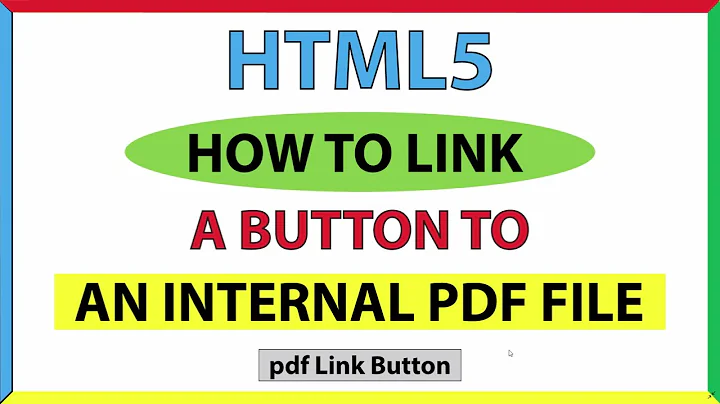 HTML5
HOW TO LINK
A BUTTON TO
AN INTERNAL PDF FILE
pdf Link Button